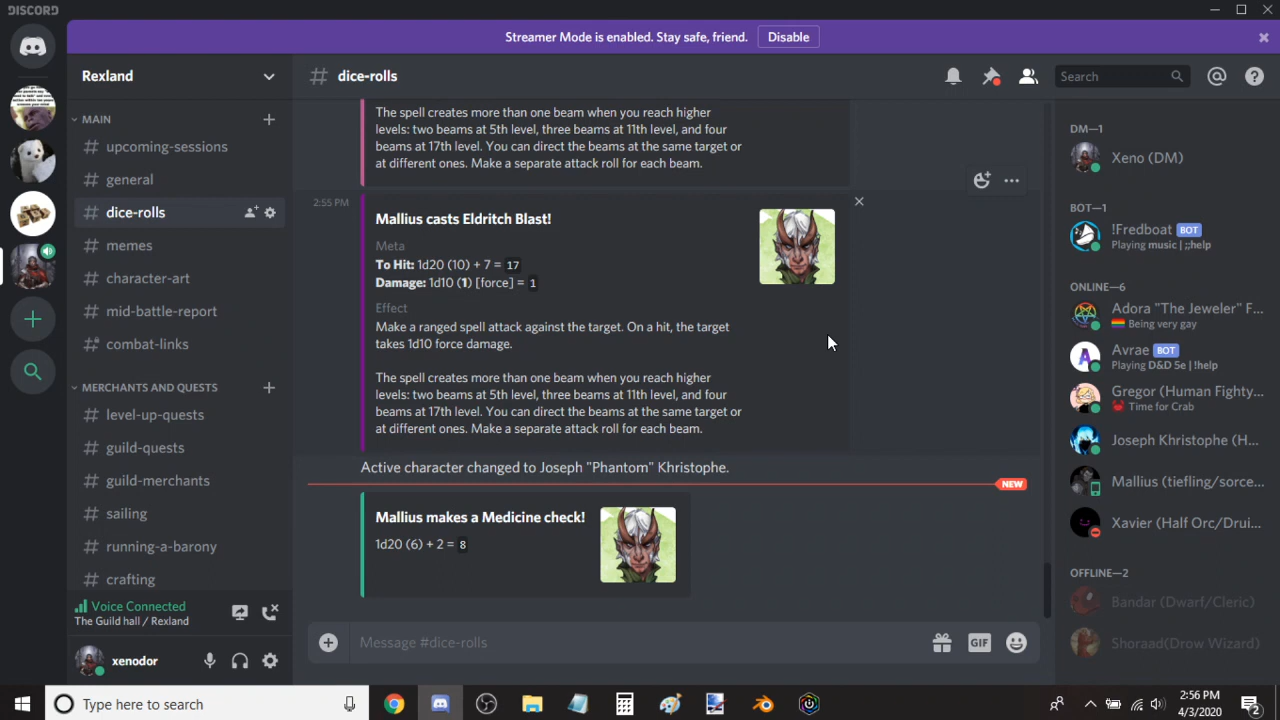 DISCORD
Streamer Mode is enabled. Stay safe, friend. Disable
Rexland
MAIN
upcoming-sessions
general
dice-rolls
memes
character-art
mid-battle-report
combat-links
MERCHANTS AND QUESTS
level-up-quests
guild-quests
guild-merchants
sailing
running-a-barony
crafting
Voice Connected
The Guild hall / Rexland
xenodor
dice-rolls
Search
The spell creates more than one beam when you reach higher
levels: two beams at 5th level, three beams at 11th level, and four
beams at 17th level. You can direct the beams at the same target or
at different ones. Make a separate attack roll for each beam.
2:55 PM
Mallius casts Eldritch Blast!
Meta
To Hit: 1d20 (10) + 7 = 17
Damage: 1d10 (1) [force] = 1
Effect
Make a ranged spell attack against the target. On a hit, the target
takes 1d10 force damage.
The spell creates more than one beam when you reach higher
levels: two beams at 5th level, three beams at 11th level, and four
beams at 17th level. You can direct the beams at the same target or
at different ones. Make a separate attack roll for each beam.
Active character changed to Joseph "Phantom" Khristophe.
NEW
Mallius makes a Medicine check!
1d20 (6) + 2 = 8
Message #dice-rolls
GIF
DM—1
Xeno (DM)
BOT—1
!Fredboat BOT
Playing music | ;;help
ONLINE—6
Adora "The Jeweler" F...
Being very gay
Avrae BOT
Playing D&D 5e | !help
Gregor (Human Fighty...
Time for Crab
Joseph Khristophe (H...
Mallius (tiefling/sorce...
Xavier (Half Orc/Drui...
OFFLINE—2
Bandar (Dwarf/Cleric)
Shoraad(Drow Wizard)
Type here to search
2:56 PM
4/3/2020
2